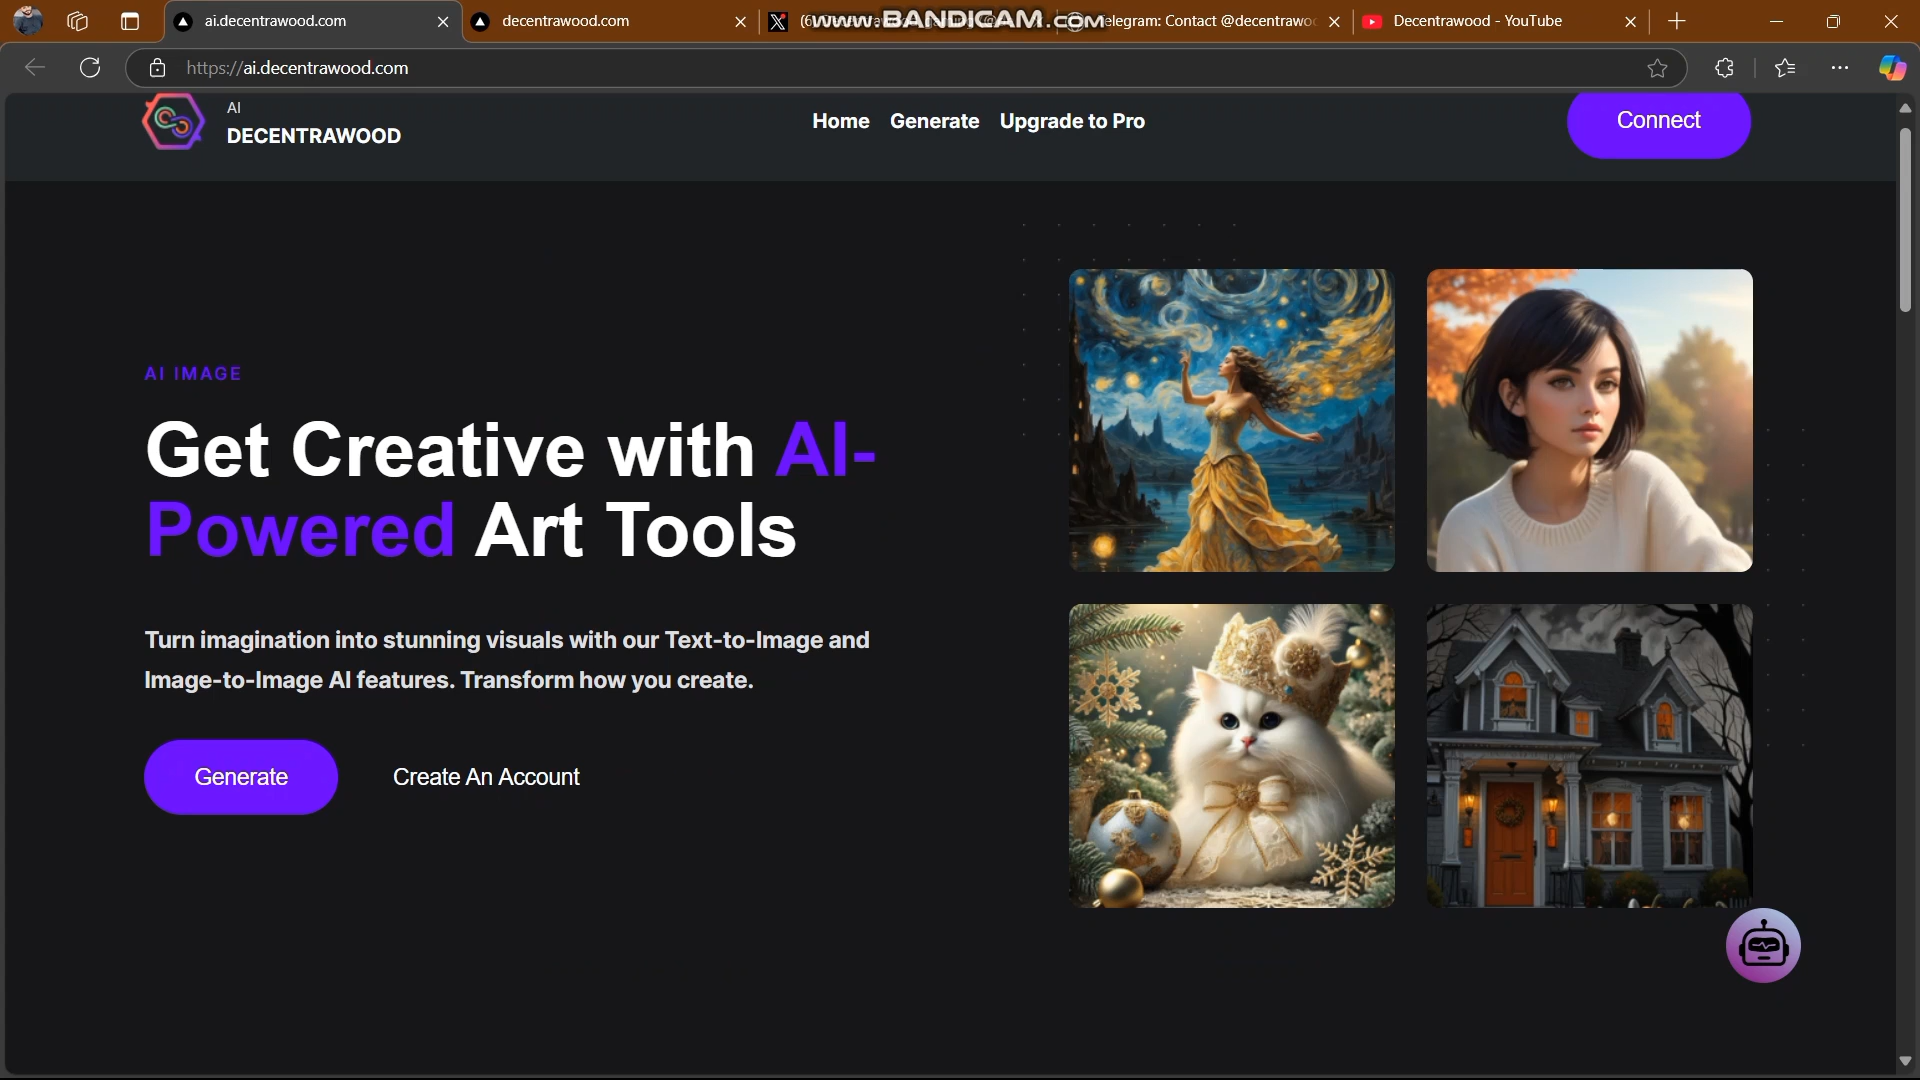 ai.decentrawood.com
decentrawood.com
www.BANDICAM.com
elegram: Contact @decentrawo
Decentrawood - YouTube
https://ai.decentrawood.com
AI
DECENTRAWOOD
Home
Generate
Upgrade to Pro
Connect
AI IMAGE
Get Creative with AI-
Powered Art Tools
Turn imagination into stunning visuals with our Text-to-Image and
Image-to-Image AI features. Transform how you create.
Generate
Create An Account